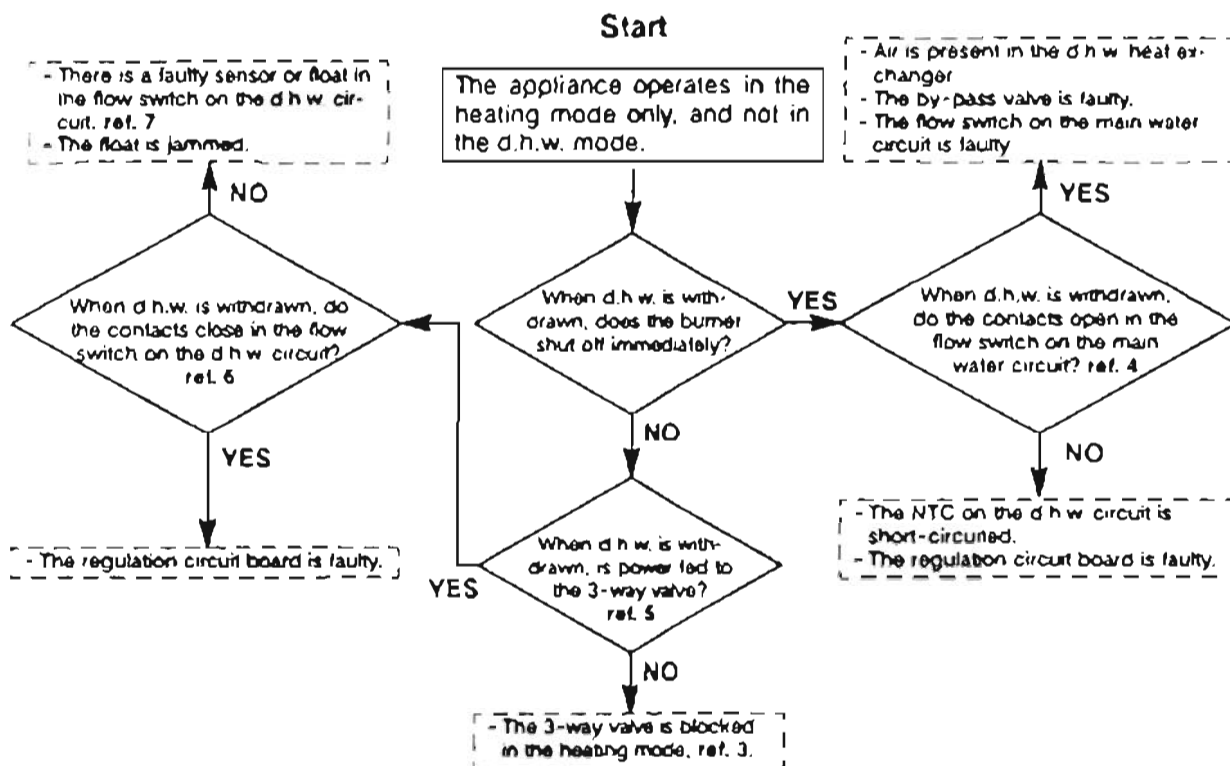 Start
- There is a faulty sensor or float in
the flow switch on the d h w cir-
cuit. ref. 7
- The float is jammed.
The appliance operates in the
heating mode only, and not in
the d.h.w. mode.
- Air is present in the d h w heat ex-
changer
- The by-pass valve is faulty.
- The flow switch on the main water
circuit is faulty
NO
YES
When d h.w. is withdrawn, do
the contacts close in the flow
switch on the d h w circuit?
ref. 6
When d.h w. is with-
drawn, does the burner
shut off immediately?
YES
When d.h.w. is withdrawn,
do the contacts open in the
flow switch on the main
water circuit? ref. 4
YES
NO
NO
- The regulation circuit board is faulty.
YES
When d h w. is with-
drawn, is power fed to
the 3-way valve?
ref. 5
- The NTC on the d h w circuit is
short-circuited.
- The regulation circuit board is faulty.
NO
- The 3-way valve is blocked
in the heating mode, ref. 3.